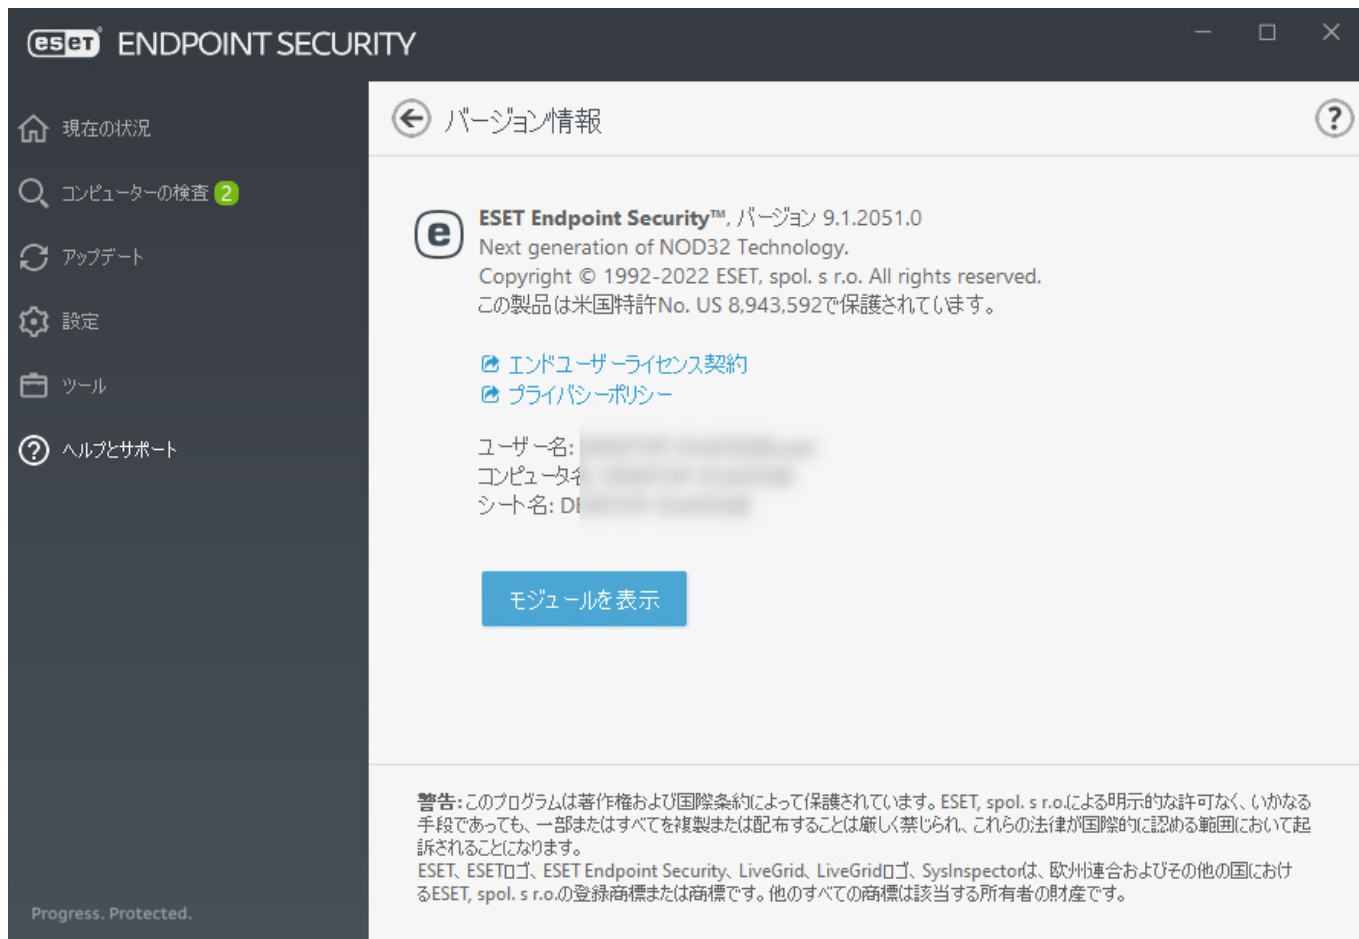 eset ENDPOINT SECURITY
現在の状況
コンピューターの検査 2
アップデート
設定
ツール
ヘルプとサポート
Progress. Protected.
バージョン情報
?
e
ESET Endpoint Security™, バージョン 9.1.2051.0
Next generation of NOD32 Technology.
Copyright © 1992-2022 ESET, spol. s r.o. All rights reserved.
この製品は米国特許No. US 8,943,592で保護されています。
エンドユーザーライセンス契約
プライバシーポリシー
ユーザー名:
コンピュータ名
シート名:
モジュールを表示
警告:このプログラムは著作権および国際条約によって保護されています。ESET, spol. s r.o.による明示的な許可なく、いかなる
手段であっても、一部またはすべてを複製または配布することは厳しく禁じられ、これらの法律が国際的に認める範囲において起
訴されることになります。
ESET、ESETロゴ、ESET Endpoint Security、LiveGrid、LiveGridロゴ、SysInspectorは、欧州連合およびその他の国におけ
るESET, spol. s r.o.の登録商標または商標です。他のすべての商標は該当する所有者の財産です。